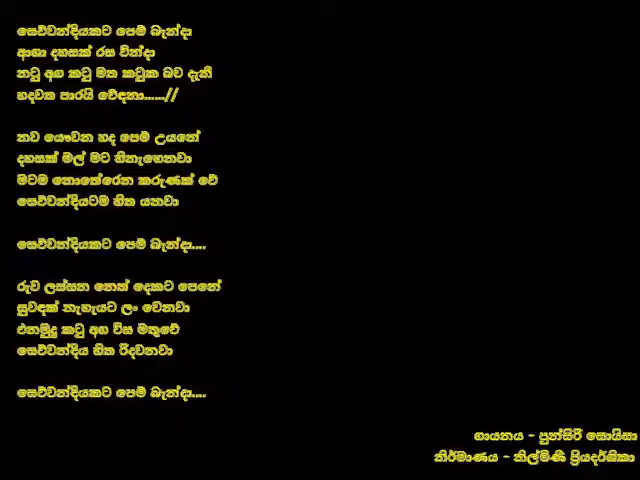 සෙව්වන්දියකට පෙම් බැන්දා
ආශා දහසක් රස වින්දා
නටු අග කටු මත කටුක බව දැනී
හදවත පාරයි වේදනා......//
නව යෞවන හද පෙම් උයනේ
දහසක් මල් මට හිනැහෙනවා
මටම නොතේරෙන කරුණක් වේ
සෙව්වන්දියටම හිත යනවා
සෙව්වන්දියකට පෙම් බැන්දා....
රුව ලස්සන නෙත් දෙකට පෙනේ
සුවඳක් නැහැයට ලං වෙනවා
එනමුදු කටු අග විස මතුවේ
සෙව්වන්දිය හිත රිදවනවා
සෙව්වන්දියකට පෙම් බැන්දා....
ගායනය - පුන්සිරි සොයිසා
නිර්මාණය - නිල්මිණී ප්‍රියදර්ශිකා